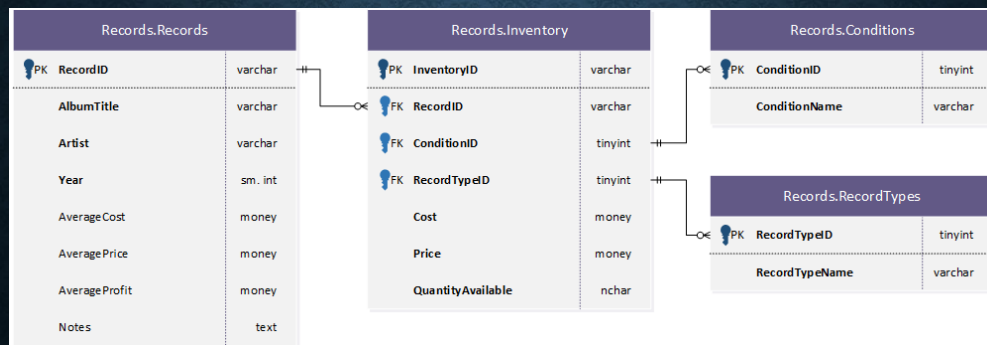 Records.Records
PK RecordID varchar
AlbumTitle varchar
Artist varchar
Year sm. int
AverageCost money
AveragePrice money
AverageProfit money
Notes text
Records.Inventory
PK InventoryID varchar
FK RecordID varchar
FK ConditionID tinyint
FK RecordTypeID tinyint
Cost money
Price money
QuantityAvailable nchar
Records.Conditions
PK ConditionID tinyint
ConditionName varchar
Records.RecordTypes
PK RecordTypeID tinyint
RecordTypeName varchar